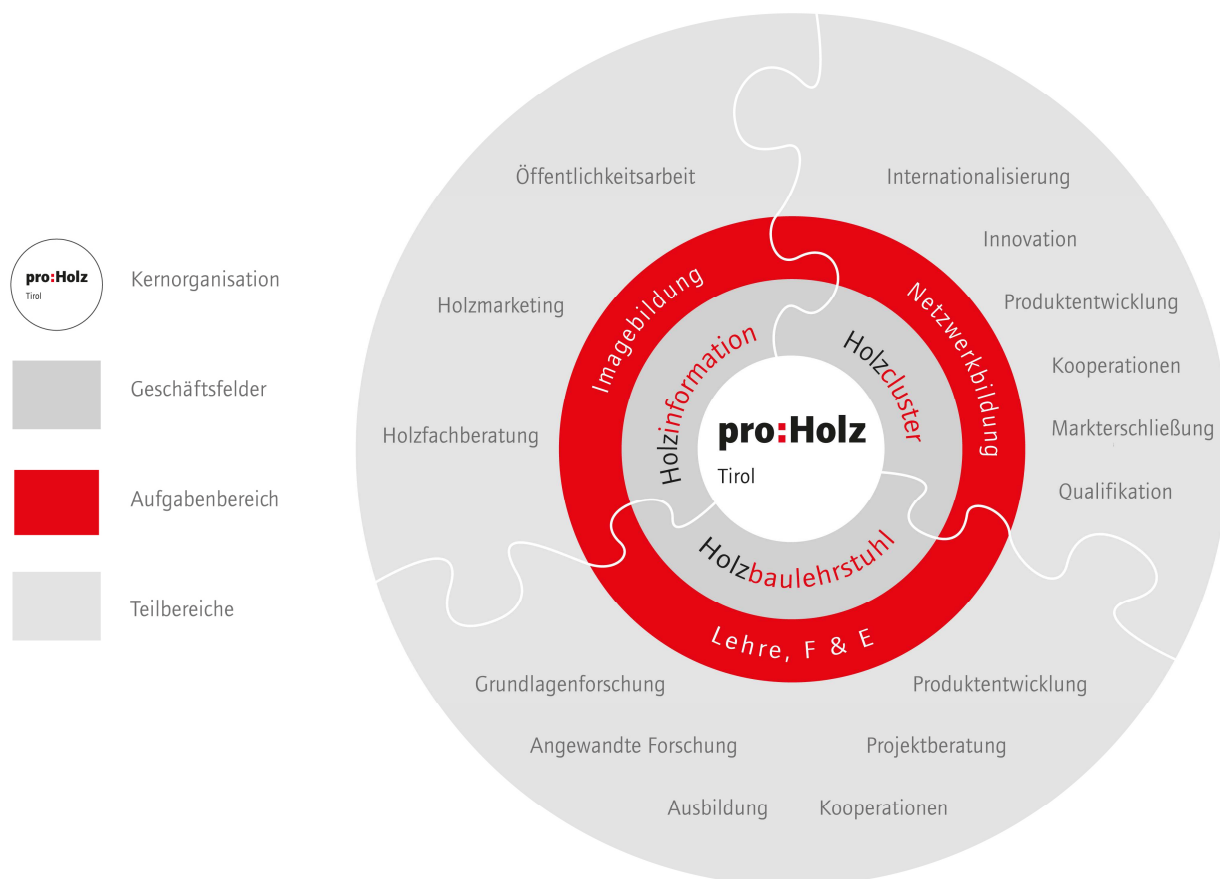 pro:Holz
Tirol
Kernorganisation
Geschäftsfelder
Aufgabenbereich
Teilbereiche
Öffentlichkeitsarbeit
Holzmarketing
Holzfachberatung
Internationalisierung
Innovation
Produktentwicklung
Kooperationen
Markterschließung
Qualifikation
Imagebildung
Netzwerkbildung
Holzinformation
Holzcluster
pro:Holz
Tirol
Holzbaulehrstuhl
Lehre, F & E
Grundlagenforschung
Produktentwicklung
Angewandte Forschung
Projektberatung
Ausbildung
Kooperationen